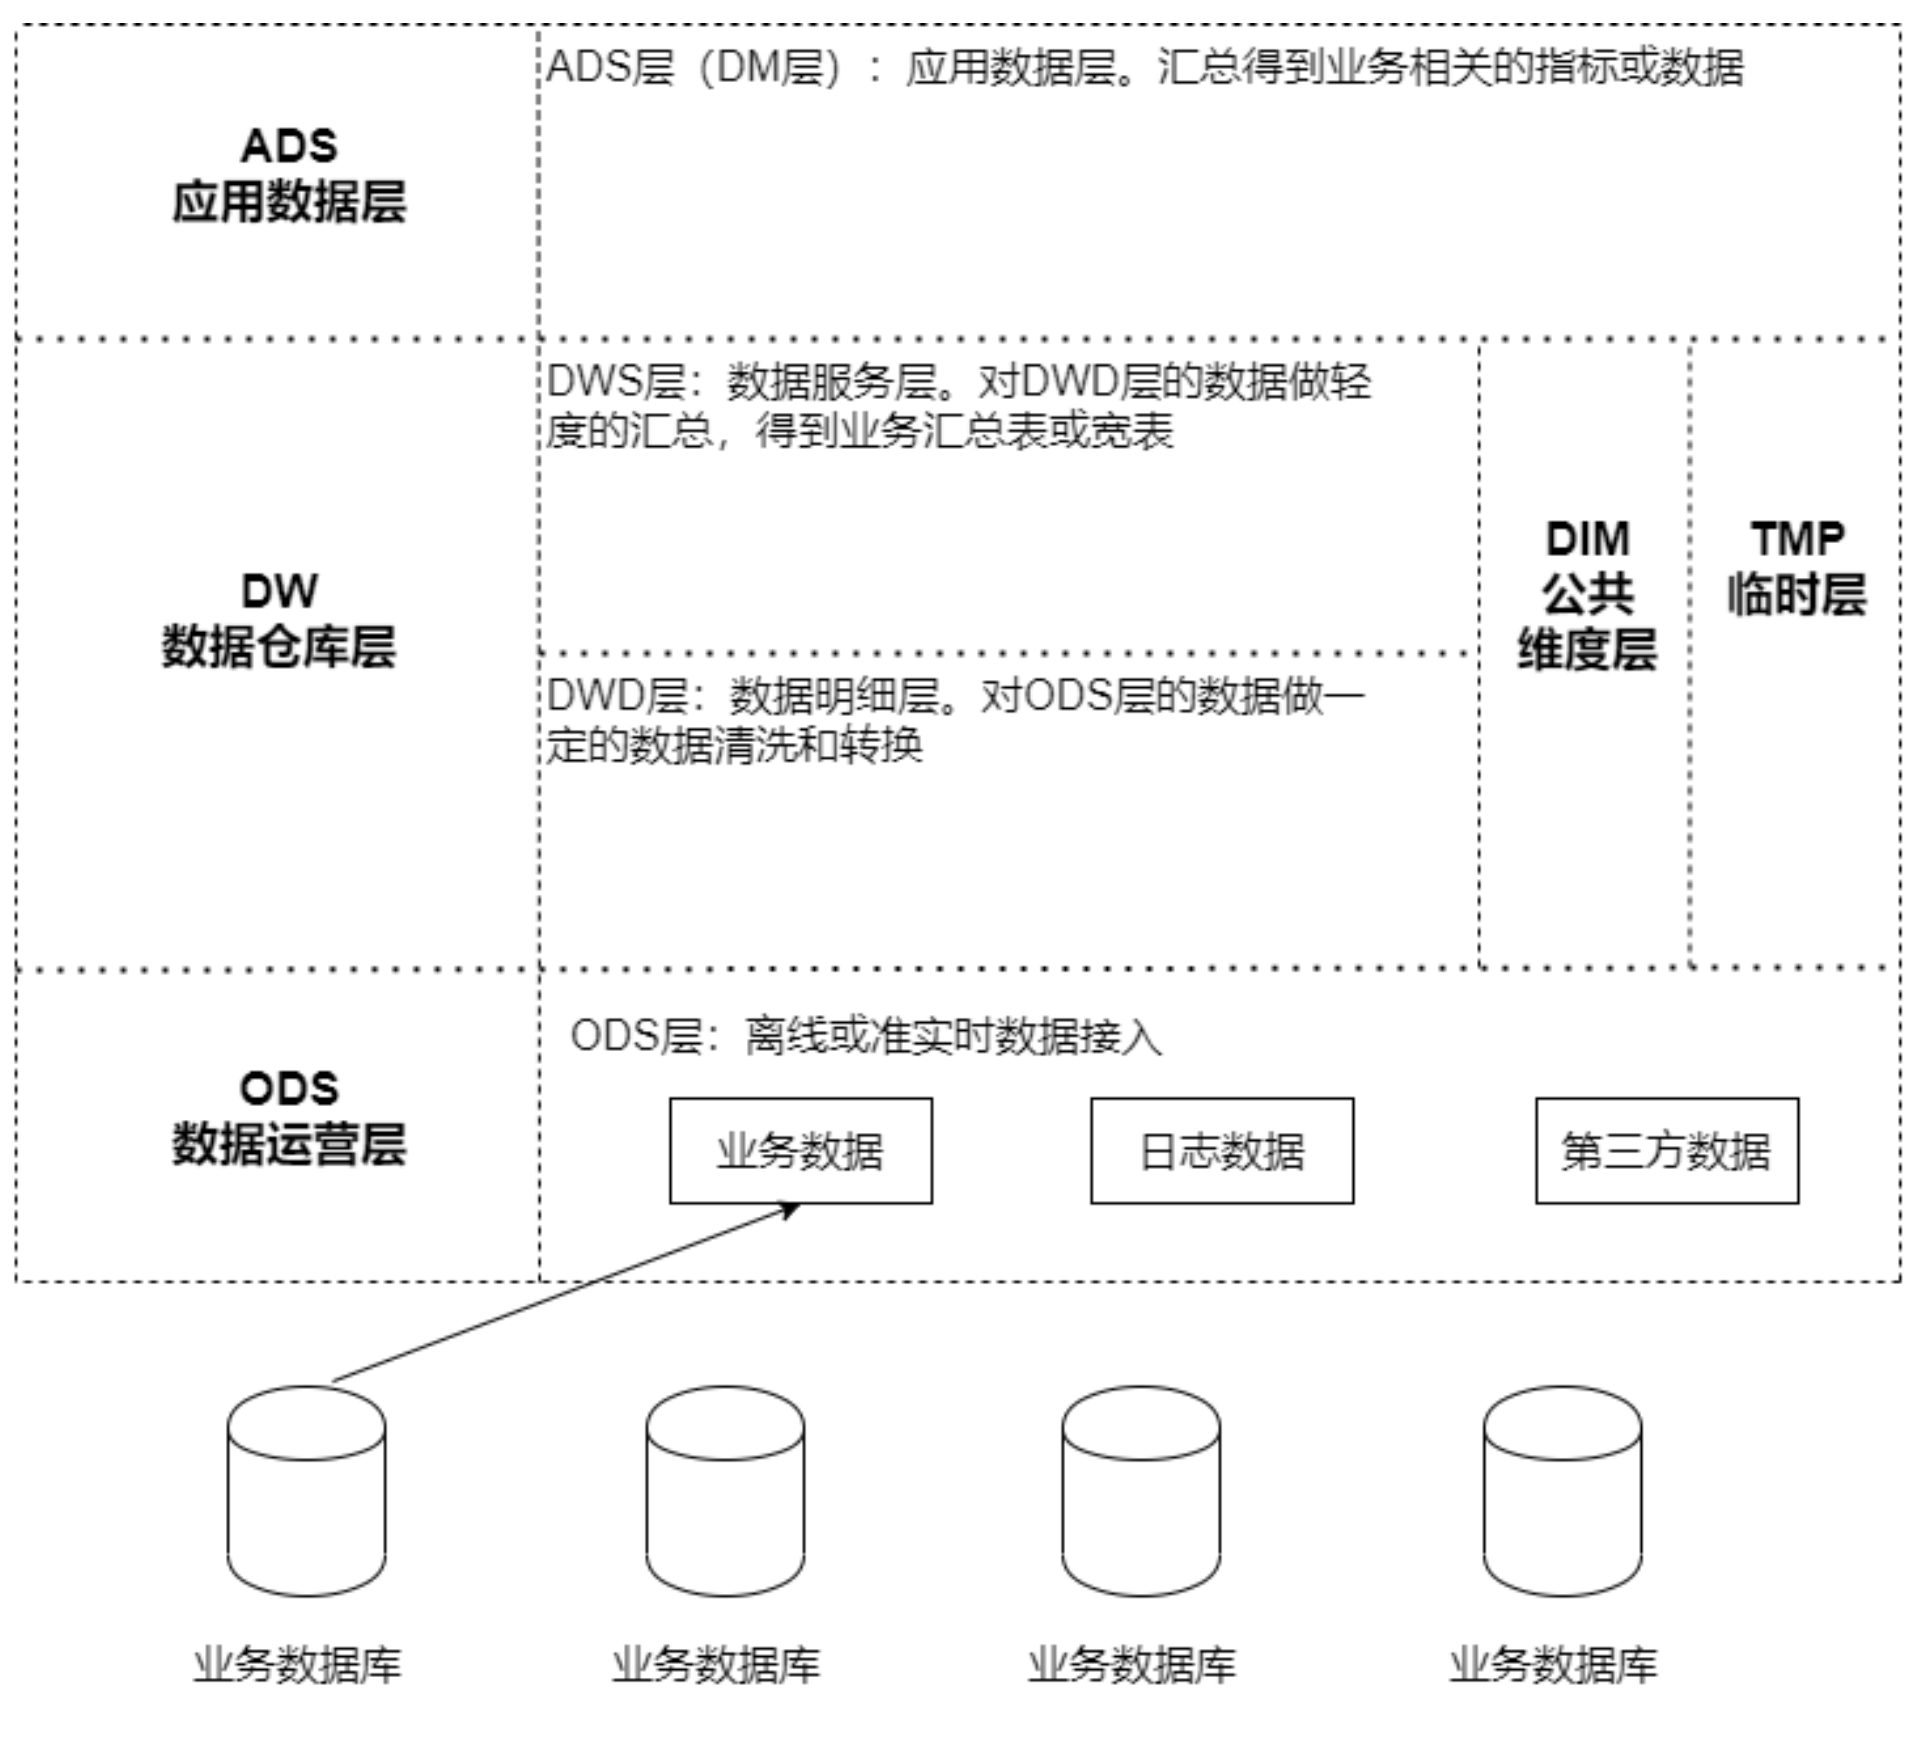 ADS
应用数据层
ADS层（DM层）：应用数据层。汇总得到业务相关的指标或数据
DW
数据仓库层
DWS层：数据服务层。对DWD层的数据做轻
度的汇总，得到业务汇总表或宽表
DWD层：数据明细层。对ODS层的数据做一
定的数据清洗和转换
DIM
公共
维度层
TMP
临时层
ODS
数据运营层
ODS层：离线或准实时数据接入
业务数据
日志数据
第三方数据
业务数据库
业务数据库
业务数据库
业务数据库